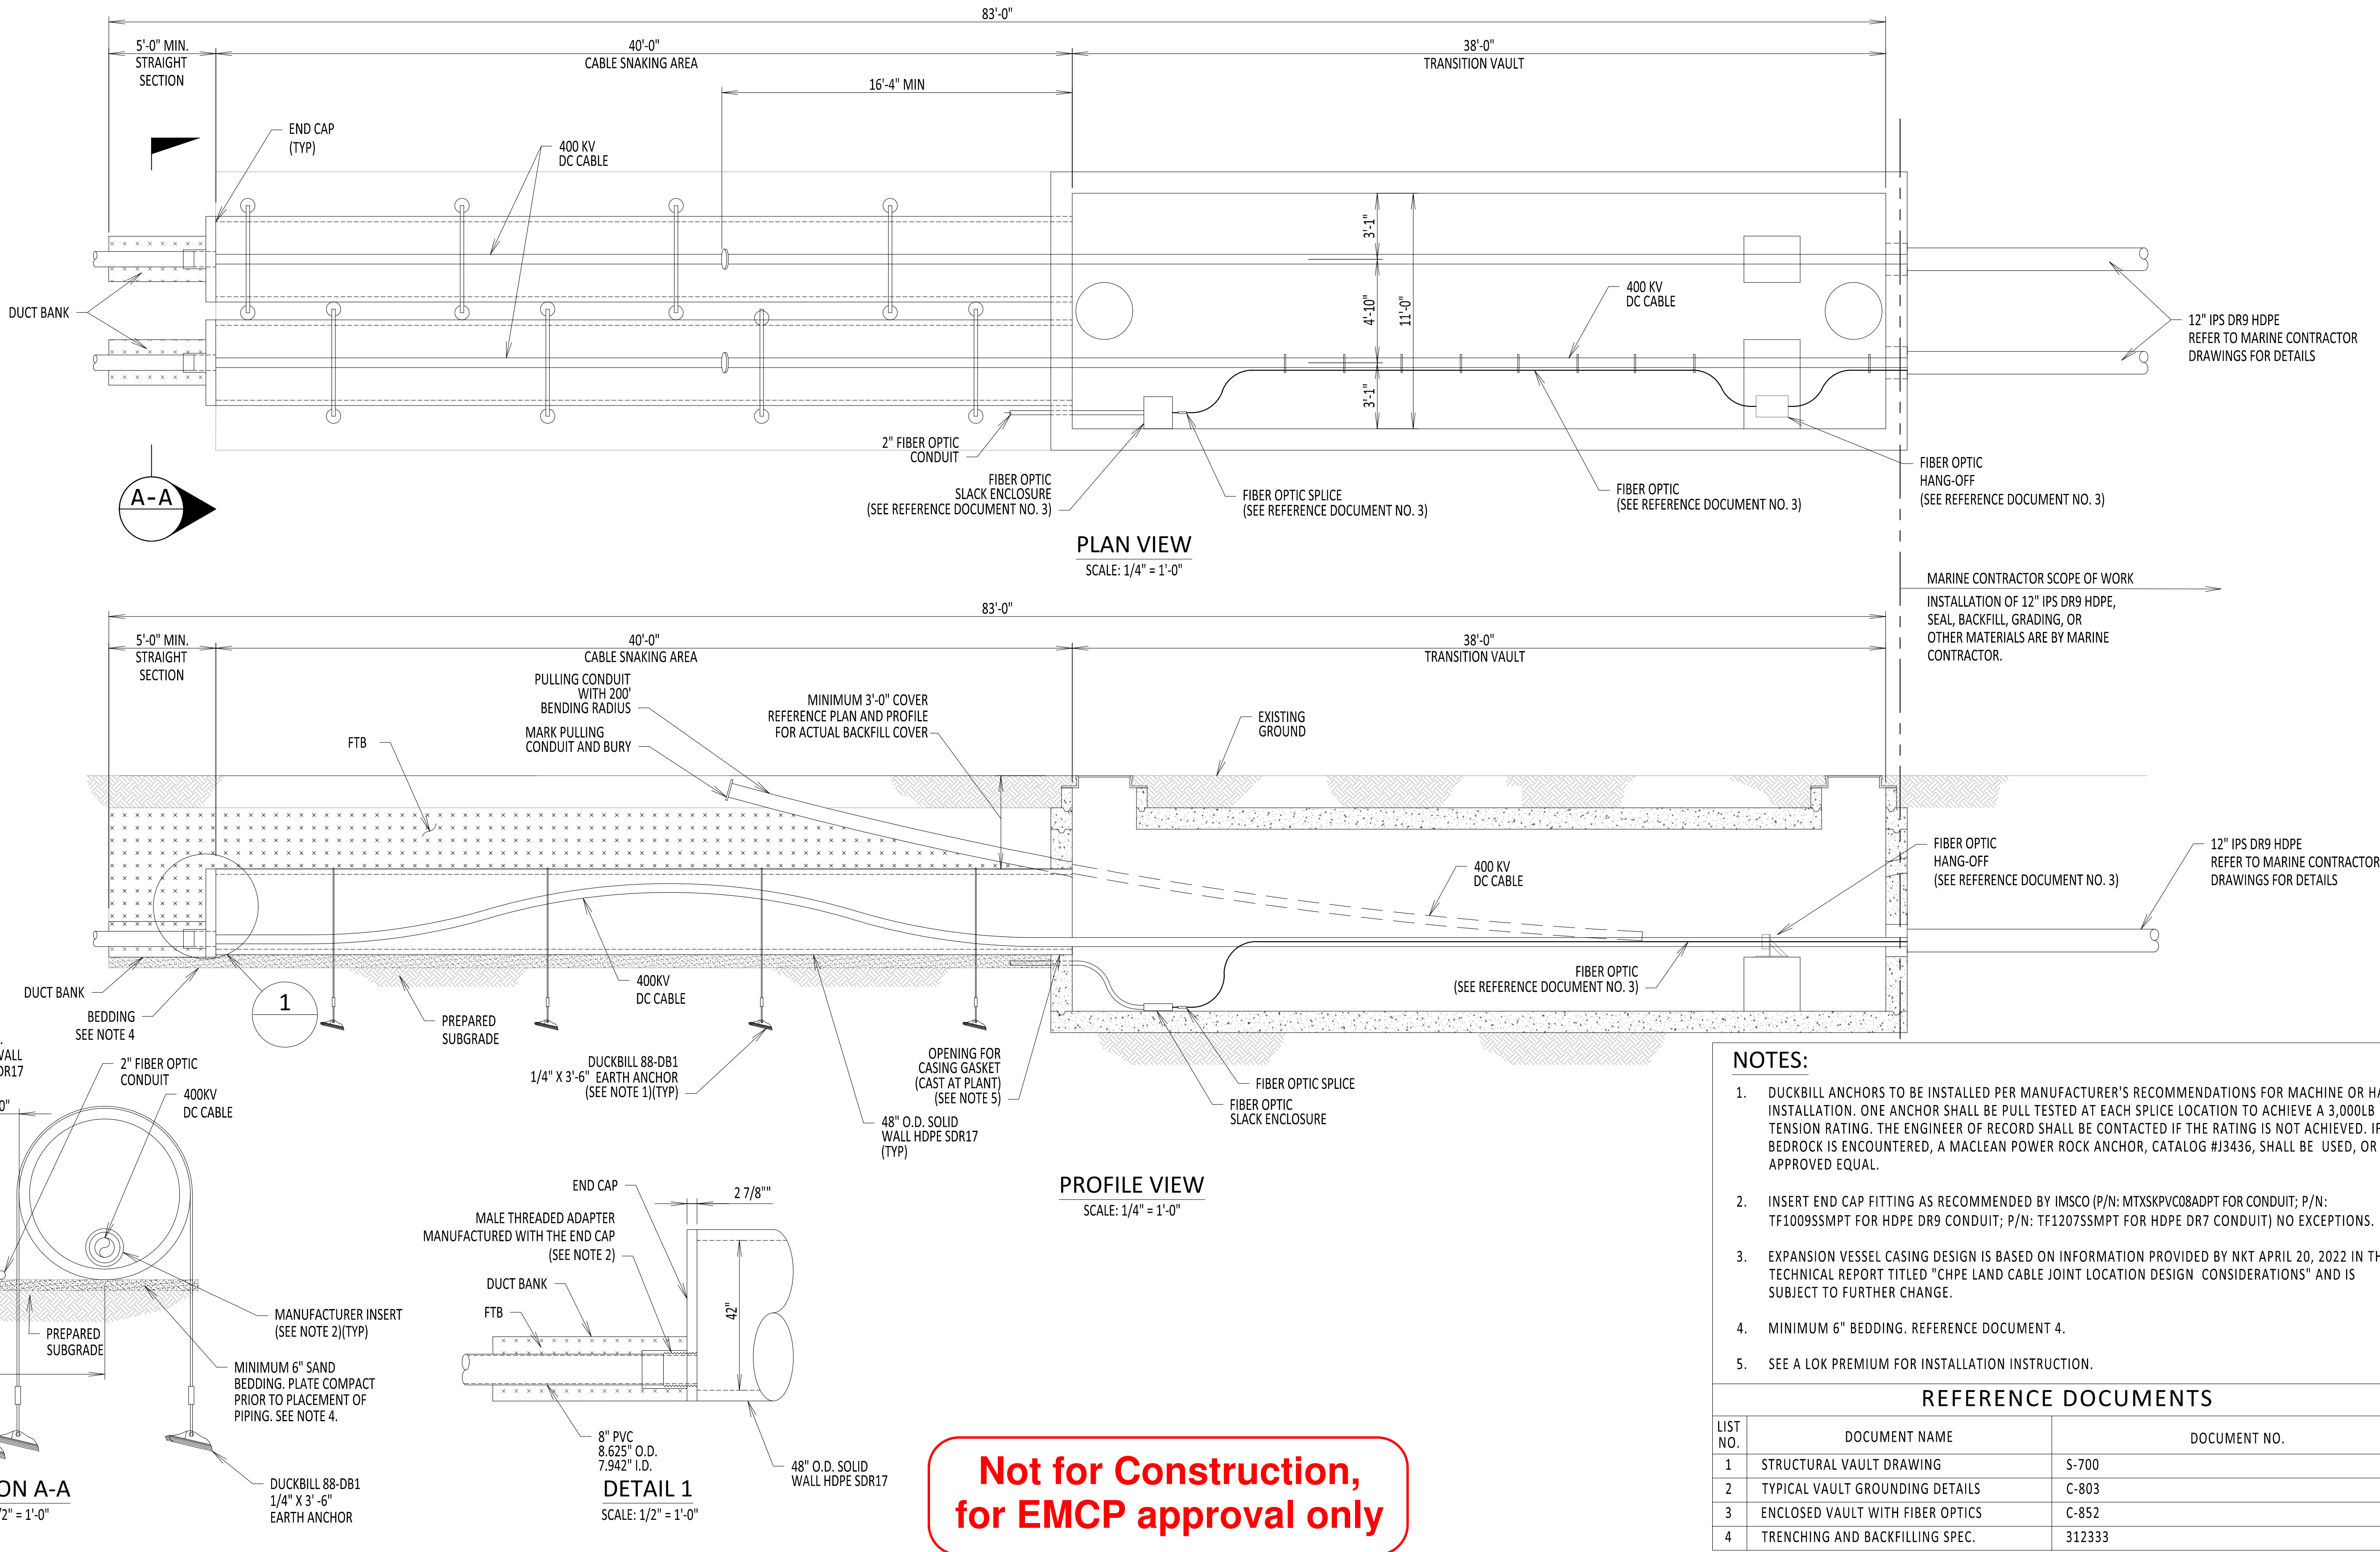 83'-0"
5'-0" MIN.
STRAIGHT
SECTION
40'-0"
CABLE SNAKING AREA
38'-0"
TRANSITION VAULT
16'-4" MIN
END CAP
(TYP)
400 KV
DC CABLE
3'-1"
4'-10"
11'-0"
3'-1"
400 KV
DC CABLE
DUCT BANK
12" IPS DR9 HDPE
REFER TO MARINE CONTRACTOR
DRAWINGS FOR DETAILS
2" FIBER OPTIC
CONDUIT
FIBER OPTIC
SLACK ENCLOSURE
(SEE REFERENCE DOCUMENT NO. 3)
FIBER OPTIC SPLICE
(SEE REFERENCE DOCUMENT NO. 3)
FIBER OPTIC
(SEE REFERENCE DOCUMENT NO. 3)
FIBER OPTIC
HANG-OFF
(SEE REFERENCE DOCUMENT NO. 3)
A-A
PLAN VIEW
SCALE: 1/4" = 1'-0"
MARINE CONTRACTOR SCOPE OF WORK
INSTALLATION OF 12" IPS DR9 HDPE,
SEAL, BACKFILL, GRADING, OR
OTHER MATERIALS ARE BY MARINE
CONTRACTOR.
83'-0"
5'-0" MIN.
STRAIGHT
SECTION
40'-0"
CABLE SNAKING AREA
38'-0"
TRANSITION VAULT
PULLING CONDUIT
WITH 200'
BENDING RADIUS
MARK PULLING
CONDUIT AND BURY
MINIMUM 3'-0" COVER
REFERENCE PLAN AND PROFILE
FOR ACTUAL BACKFILL COVER
EXISTING
GROUND
FTB
400 KV
DC CABLE
FIBER OPTIC
HANG-OFF
(SEE REFERENCE DOCUMENT NO. 3)
12" IPS DR9 HDPE
REFER TO MARINE CONTRACTOR
DRAWINGS FOR DETAILS
DUCT BANK
BEDDING
SEE NOTE 4
1
PREPARED
SUBGRADE
400KV
DC CABLE
FIBER OPTIC
(SEE REFERENCE DOCUMENT NO. 3)
DUCKBILL 88-DB1
1/4" X 3'-6" EARTH ANCHOR
(SEE NOTE 1)(TYP)
OPENING FOR
CASING GASKET
(CAST AT PLANT)
(SEE NOTE 5)
FIBER OPTIC SPLICE
FIBER OPTIC
SLACK ENCLOSURE
48" O.D. SOLID
WALL HDPE SDR17
(TYP)
PROFILE VIEW
SCALE: 1/4" = 1'-0"
WALL
DR17
0"
2" FIBER OPTIC
CONDUIT
400KV
DC CABLE
MANUFACTURER INSERT
(SEE NOTE 2)(TYP)
PREPARED
SUBGRADE
MINIMUM 6" SAND
BEDDING. PLATE COMPACT
PRIOR TO PLACEMENT OF
PIPING. SEE NOTE 4.
DUCKBILL 88-DB1
1/4" X 3' -6"
EARTH ANCHOR
ON A-A
/2" = 1'-0"
END CAP
2 7/8""
MALE THREADED ADAPTER
MANUFACTURED WITH THE END CAP
(SEE NOTE 2)
DUCT BANK
FTB
42"
8" PVC
8.625" O.D.
7.942" I.D.
48" O.D. SOLID
WALL HDPE SDR17
DETAIL 1
SCALE: 1/2" = 1'-0"
Not for Construction,
for EMCP approval only
NOTES:
1. DUCKBILL ANCHORS TO BE INSTALLED PER MANUFACTURER'S RECOMMENDATIONS FOR MACHINE OR HA
INSTALLATION. ONE ANCHOR SHALL BE PULL TESTED AT EACH SPLICE LOCATION TO ACHIEVE A 3,000LB
TENSION RATING. THE ENGINEER OF RECORD SHALL BE CONTACTED IF THE RATING IS NOT ACHIEVED. IF
BEDROCK IS ENCOUNTERED, A MACLEAN POWER ROCK ANCHOR, CATALOG #J3436, SHALL BE USED, OR
APPROVED EQUAL.
2. INSERT END CAP FITTING AS RECOMMENDED BY IMSCO (P/N: MTXSKPVC08ADPT FOR CONDUIT; P/N:
TF1009SSMPT FOR HDPE DR9 CONDUIT; P/N: TF1207SSMPT FOR HDPE DR7 CONDUIT) NO EXCEPTIONS.
3. EXPANSION VESSEL CASING DESIGN IS BASED ON INFORMATION PROVIDED BY NKT APRIL 20, 2022 IN TH
TECHNICAL REPORT TITLED "CHPE LAND CABLE JOINT LOCATION DESIGN CONSIDERATIONS" AND IS
SUBJECT TO FURTHER CHANGE.
4. MINIMUM 6" BEDDING. REFERENCE DOCUMENT 4.
5. SEE A LOK PREMIUM FOR INSTALLATION INSTRUCTION.
REFERENCE DOCUMENTS
LIST NO. DOCUMENT NAME DOCUMENT NO.
1 STRUCTURAL VAULT DRAWING S-700
2 TYPICAL VAULT GROUNDING DETAILS C-803
3 ENCLOSED VAULT WITH FIBER OPTICS C-852
4 TRENCHING AND BACKFILLING SPEC. 312333